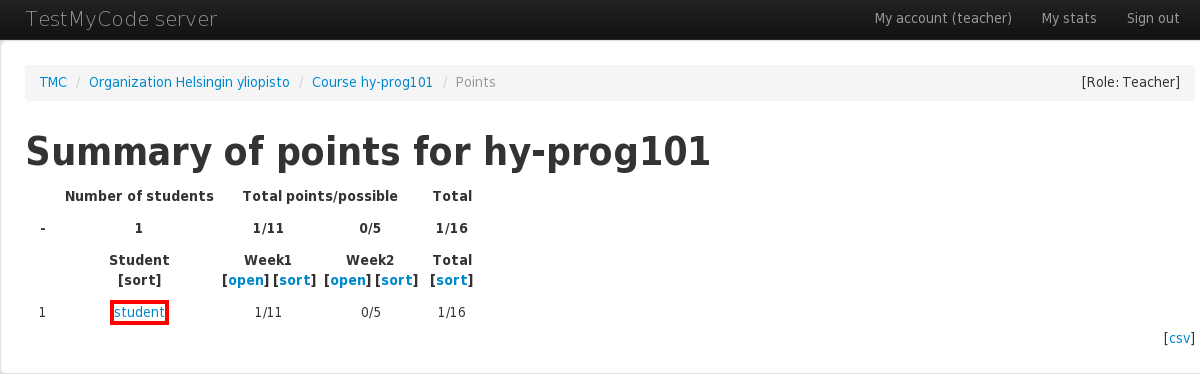 TestMyCode server My account (teacher) My stats Sign out
TMC / Organization Helsingin yliopisto / Course hy-prog101 / Points [Role: Teacher]
Summary of points for hy-prog101
Number of students Total points/possible Total
- 1 1/11 0/5 1/16
Student Week1 Week2 Total
[sort] [open] [sort] [open] [sort] [sort]
1 student 1/11 0/5 1/16
[csv]